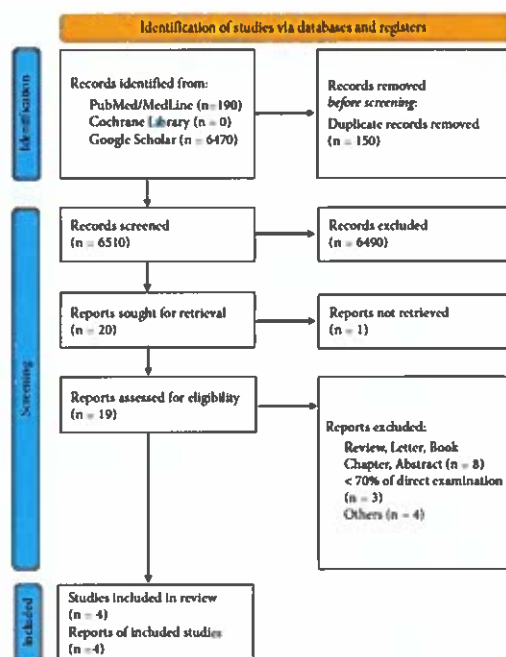 Identification of studies via databases and registers
Identification
Records identified from:
PubMed/MedLine (n = 190)
Cochrane Library (n = 0)
Google Scholar (n = 6470)
Records removed
before screening:
Duplicate records removed
(n = 150)
Screening
Records screened
(n = 6510)
Records excluded
(n = 6490)
Reports sought for retrieval
(n = 20)
Reports not retrieved
(n = 1)
Reports assessed for eligibility
(n = 19)
Reports excluded:
Review, Letter, Book
Chapter, Abstract (n = 8)
< 70% of direct examination
(n = 3)
Others (n = 4)
Included
Studies included in review
(n = 4)
Reports of included studies
(n = 4)